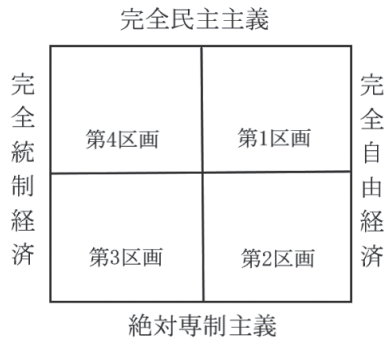 完全民主主義
完全統制経済
第4区画
第1区画
完全自由経済
第3区画
第2区画
絶対専制主義